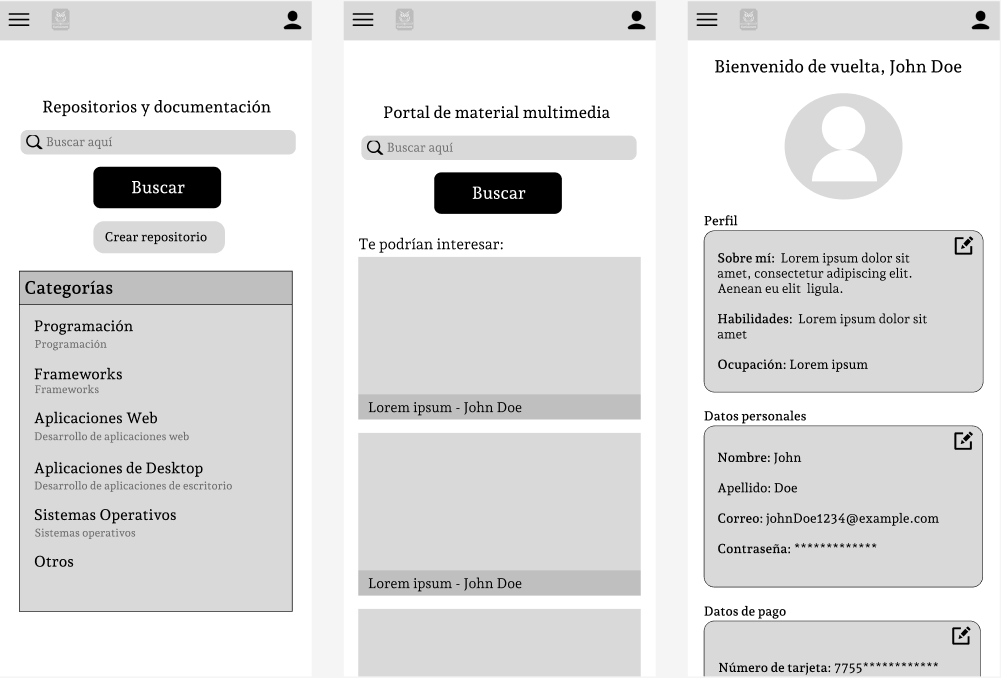 Repositorios y documentación
Buscar aquí
Buscar
Crear repositorio
Categorías
Programación
Programación
Frameworks
Frameworks
Aplicaciones Web
Desarrollo de aplicaciones web
Aplicaciones de Desktop
Desarrollo de aplicaciones de escritorio
Sistemas Operativos
Sistemas operativos
Otros
Portal de material multimedia
Buscar aquí
Buscar
Te podrían interesar:
Lorem ipsum - John Doe
Lorem ipsum - John Doe
Bienvenido de vuelta, John Doe
Perfil
Sobre mí: Lorem ipsum dolor sit
amet, consectetur adipiscing elit.
Aenean eu elit ligula.
Habilidades: Lorem ipsum dolor sit
amet
Ocupación: Lorem ipsum
Datos personales
Nombre: John
Apellido: Doe
Correo: johnDoe1234@example.com
Contraseña: *************
Datos de pago
Número de tarjeta: 7755************